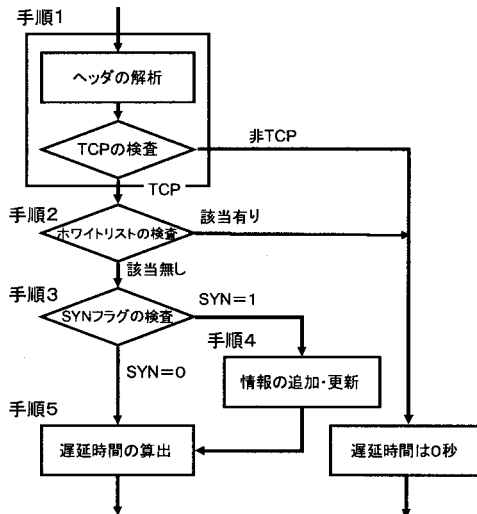 手順1
ヘッダの解析
TCPの検査
非TCP
TCP
手順2
ホワイトリストの検査
該当有り
該当無し
手順3
SYNフラグの検査
SYN=1
手順4
SYN=0
情報の追加・更新
手順5
遅延時間の算出
遅延時間は0秒